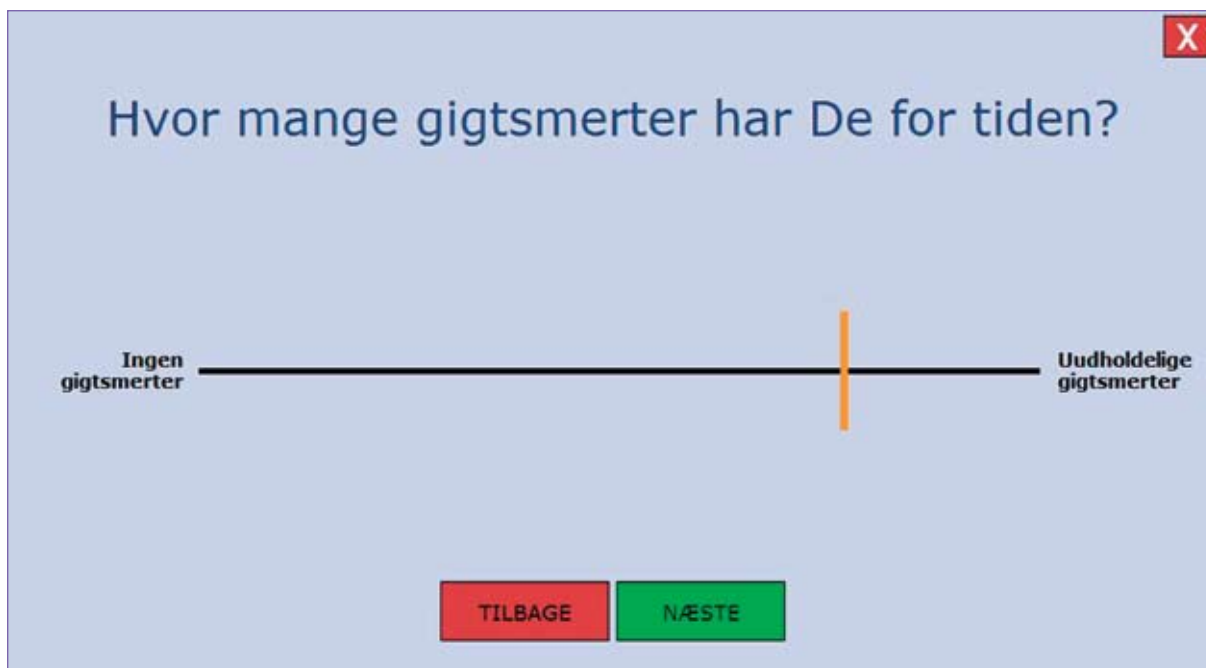 X
Hvor mange gigtsmerter har De for tiden?
Ingen
gigtsmerter
Uudholdelige
gigtsmerter
TILBAGE
NÆSTE